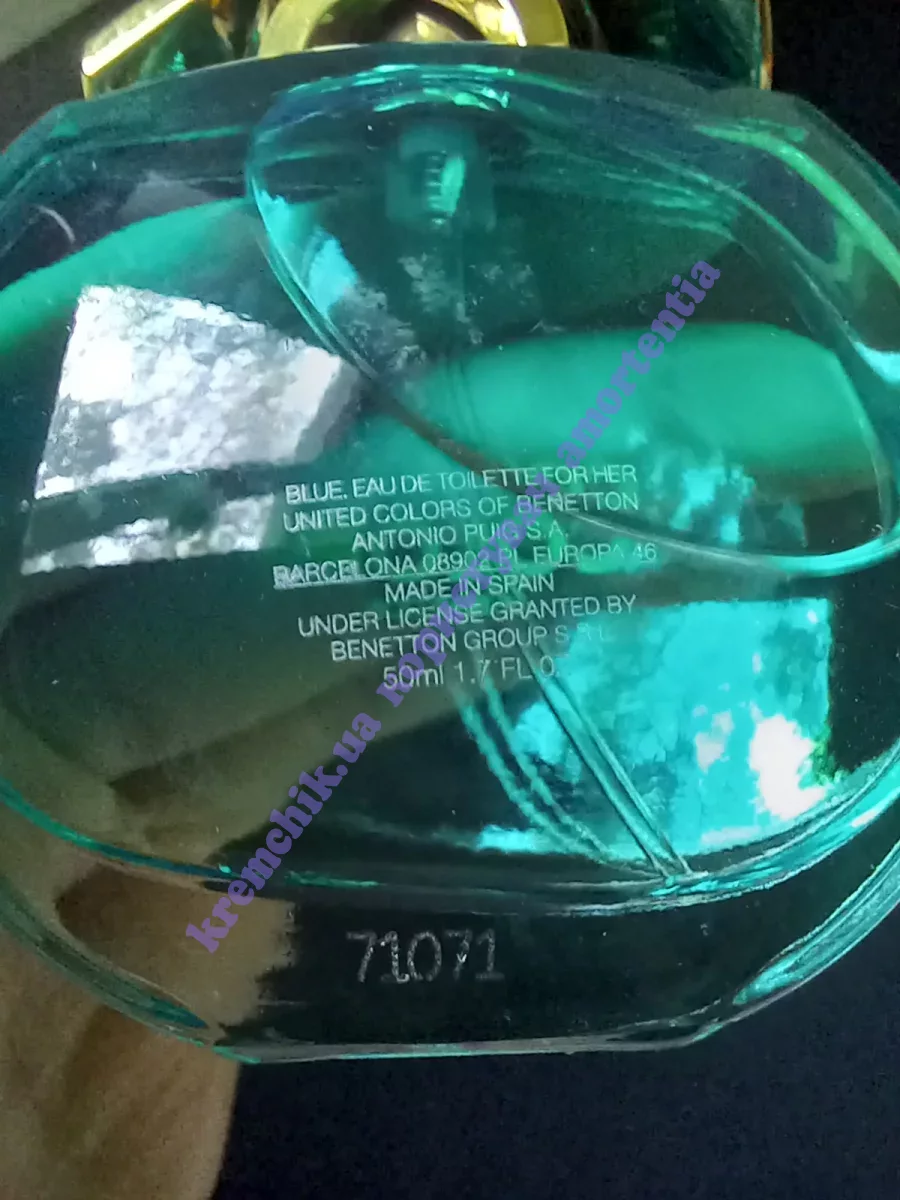 BLUE. EAU DE TOILETTE FOR HER
UNITED COLORS OF BENETTON
ANTONIO PUIG S.A.
BARCELONA 08902 PL EUROPA 46
MADE IN SPAIN
UNDER LICENSE GRANTED BY
BENETTON GROUP
50ml 1.7 FL
71071
kremchik.ua amortentia